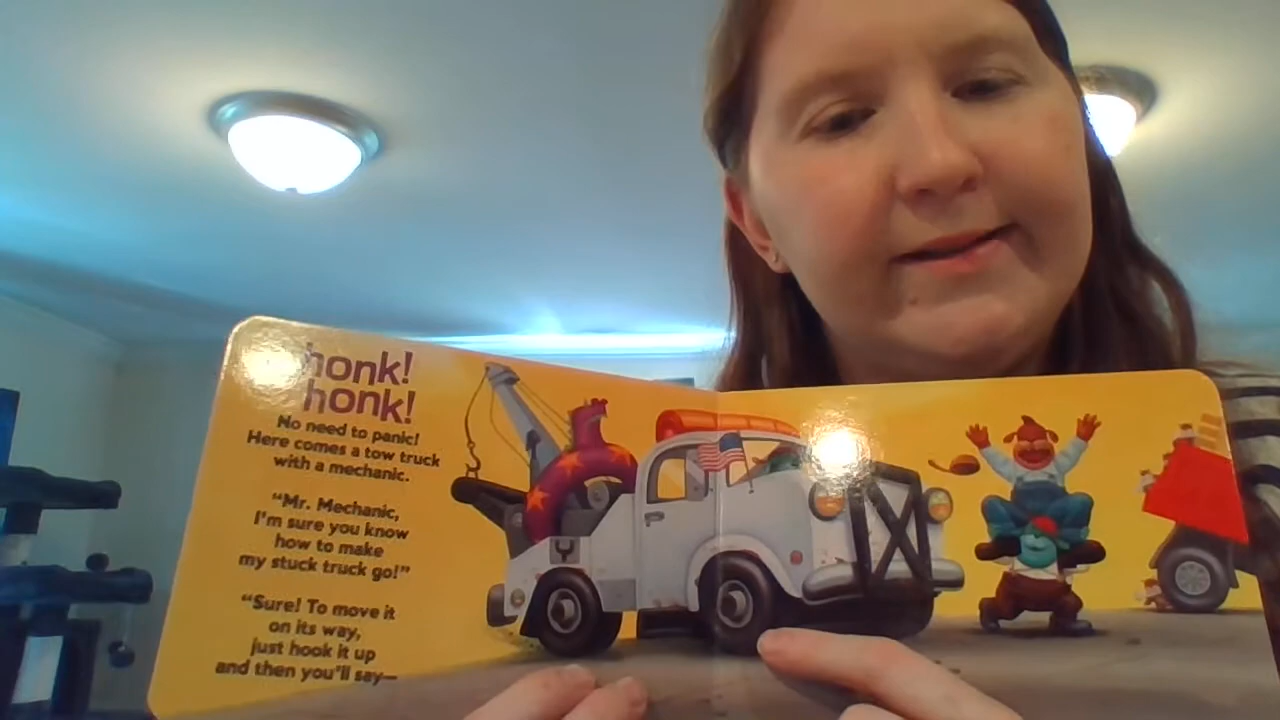 honk!
honk!
No need to panic!
Here comes a tow truck
with a mechanic.
"Mr. Mechanic,
I'm sure you know
how to make
my stuck truck go!"
"Sure! To move it
on its way,
just hook it up
and then you'll say—